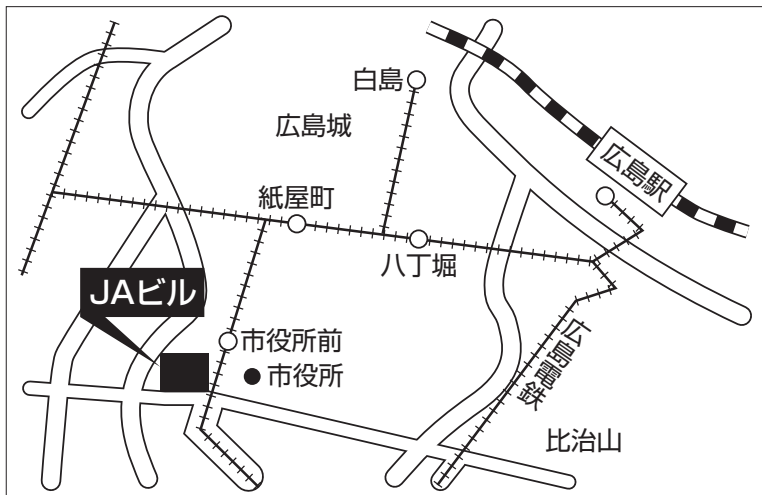 白島
広島城
広島駅
紙屋町
八丁堀
JAビル
市役所前
市役所
広島電鉄
比治山